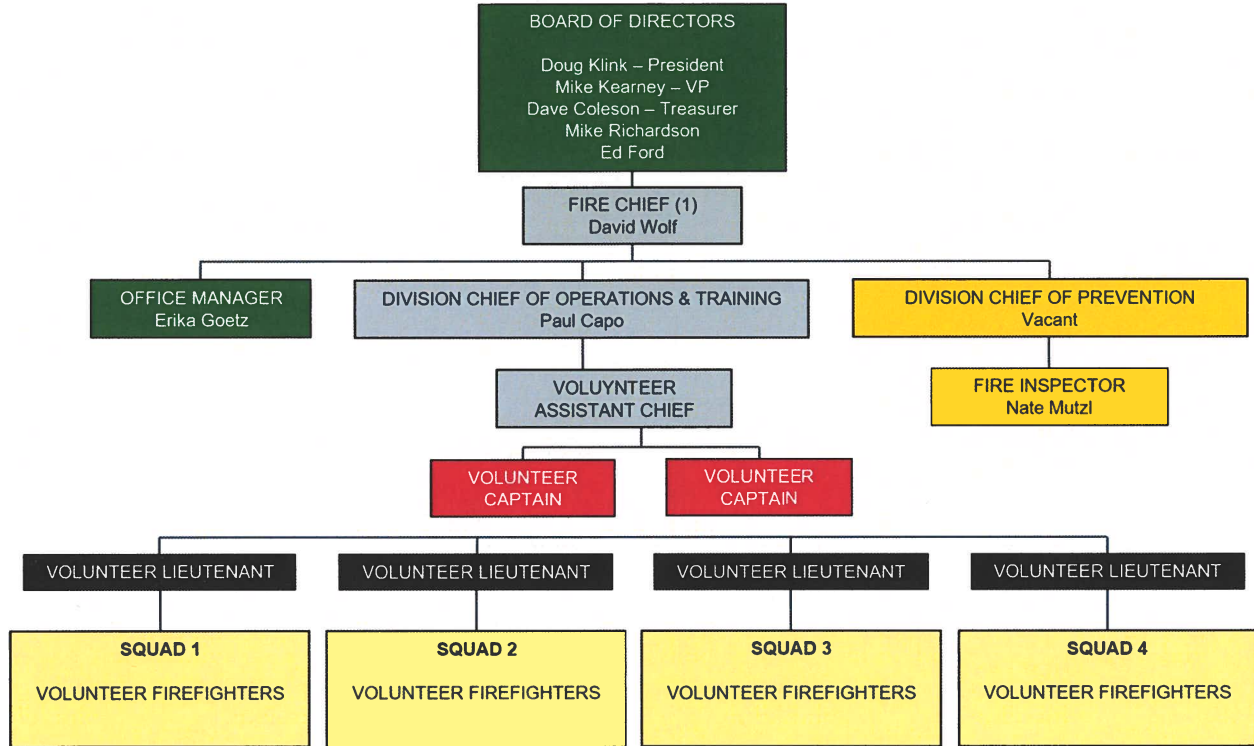 BOARD OF DIRECTORS
Doug Klink – President
Mike Kearney – VP
Dave Coleson – Treasurer
Mike Richardson
Ed Ford
FIRE CHIEF (1)
David Wolf
OFFICE MANAGER
Erika Goetz
DIVISION CHIEF OF OPERATIONS & TRAINING
Paul Capo
DIVISION CHIEF OF PREVENTION
Vacant
VOLUYNTEER
ASSISTANT CHIEF
FIRE INSPECTOR
Nate Mutzl
VOLUNTEER
CAPTAIN
VOLUNTEER
CAPTAIN
VOLUNTEER LIEUTENANT
VOLUNTEER LIEUTENANT
VOLUNTEER LIEUTENANT
VOLUNTEER LIEUTENANT
SQUAD 1
VOLUNTEER FIREFIGHTERS
SQUAD 2
VOLUNTEER FIREFIGHTERS
SQUAD 3
VOLUNTEER FIREFIGHTERS
SQUAD 4
VOLUNTEER FIREFIGHTERS